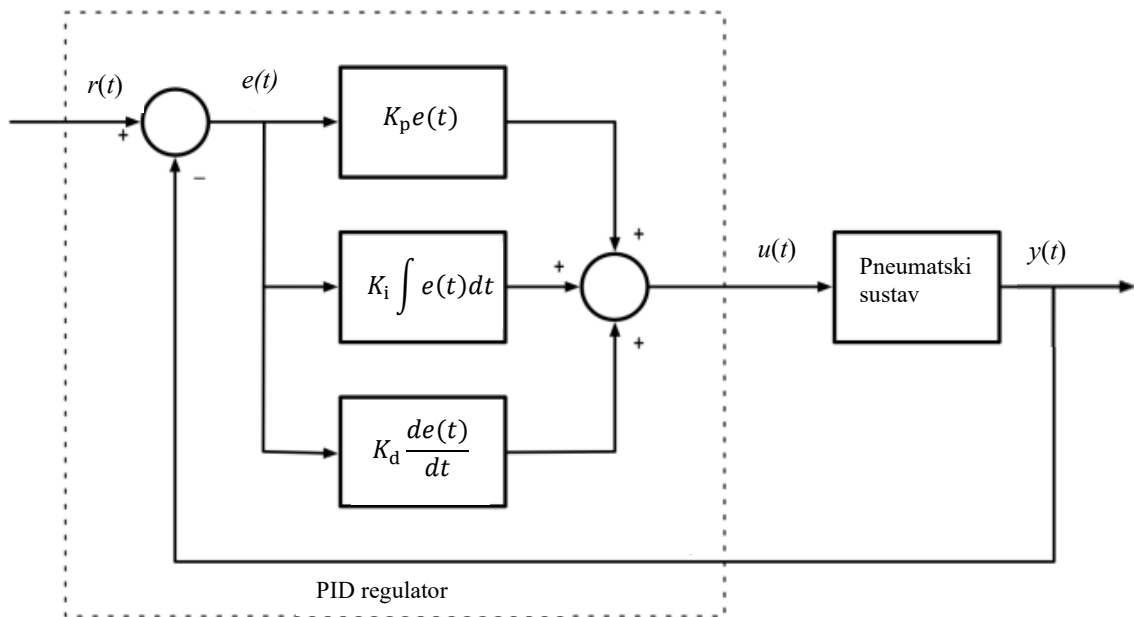 r(t)
e(t)
+
−
K_p e(t)
+
K_i ∫ e(t)dt
+
u(t)
Pneumatski
sustav
y(t)
+
K_d de(t)/dt
PID regulator